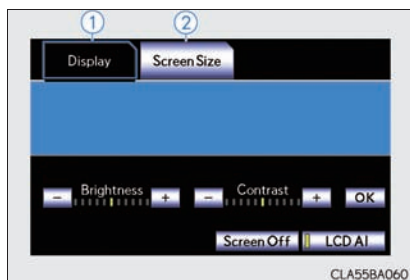 1 2
Display Screen Size
- Brightness + - Contrast + OK
Screen Off LCD AI
CLA55BA060